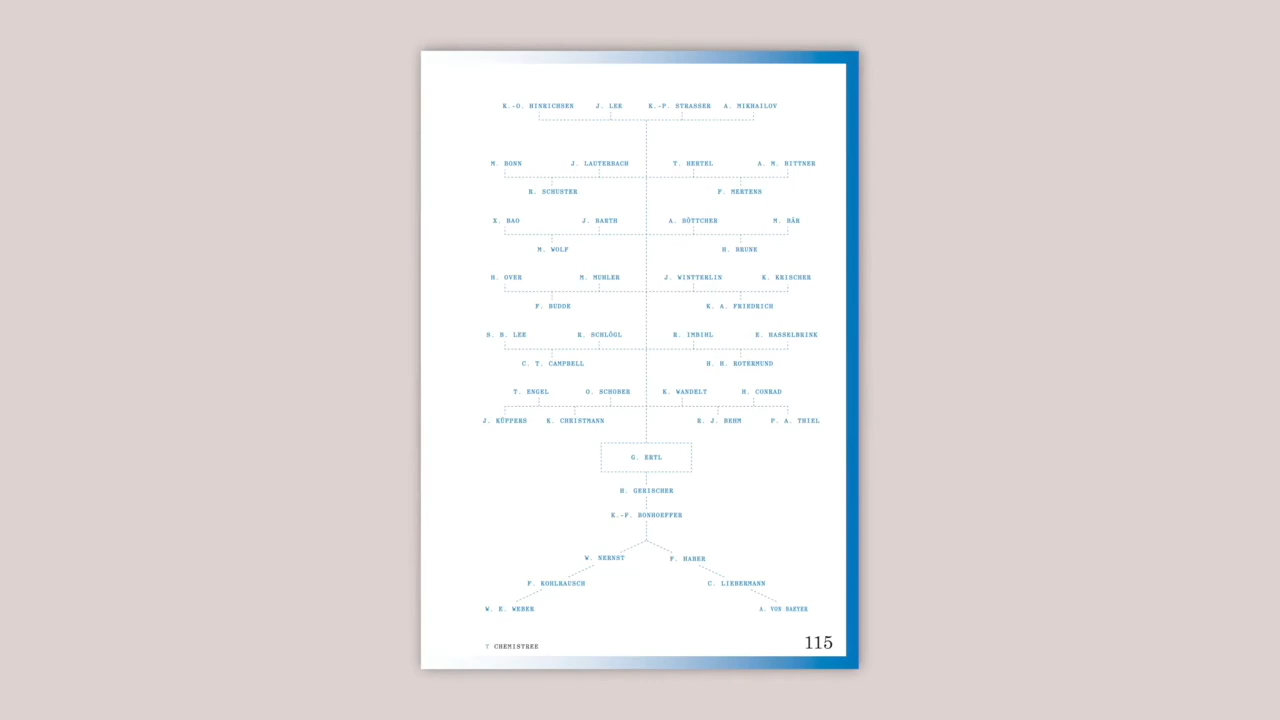 K.-O. HINRICHSEN J. LER K.-P. STRASSER A. MIKHAILOV
M. BONN J. LAUTERBACH T. HERTEL A. M. BITTNER
R. SCHUSTER F. MERTENS
X. BAO J. BARTH A. BÖTTCHER M. BÄR
M. WOLF H. BRUNE
H. OVER M. MUHLER J. WINTTERLIN K. KRISCHER
F. BUDDE K. A. FRIEDRICH
S. B. LEE R. SCHLÖGL R. IMBIHL E. HASSELBRINK
C. T. CAMPBELL H. H. ROTERMUND
T. ENGEL O. SCHOBER K. WANDELT H. CONRAD
J. KÜPPERS K. CHRISTMANN R. J. BEHM P. A. THIEL
G. ERTL
H. GERISCHER
K.-F. BONHOEFFER
W. NERNST F. HABER
F. KOHLRAUSCH C. LIEBERMANN
W. E. WEBER A. VON BAEYER
7 CHEMISTREE 115